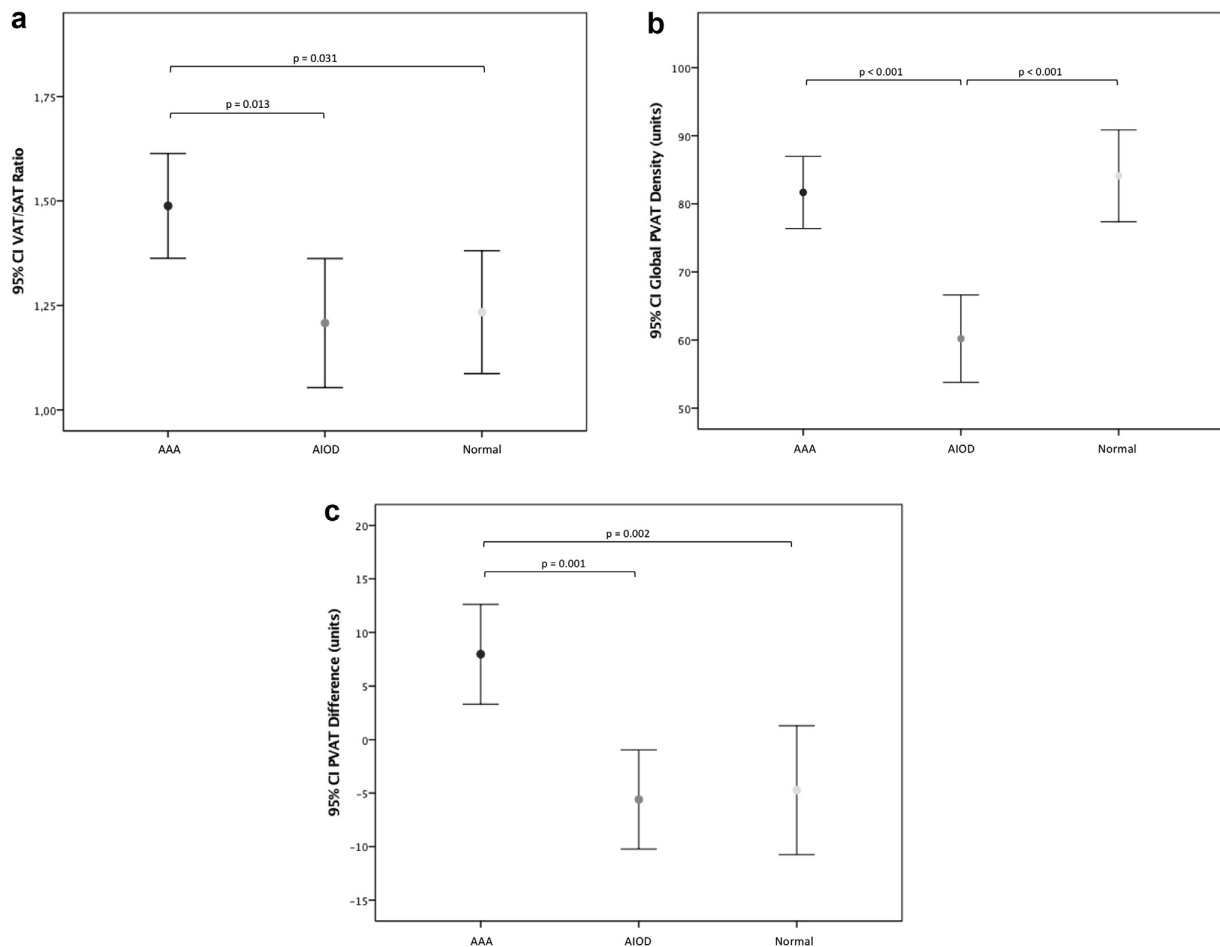 a
p = 0.031
1,75
p = 0.013
1,50
1,25
1,00
95% CI VAT/SAT Ratio
AAA AIOD Normal
b
100
p < 0.001 p < 0.001
90
80
70
60
50
95% CI Global PVAT Density (units)
AAA AIOD Normal
c
20
p = 0.002
p = 0.001
15
10
5
0
-5
-10
-15
95% CI PVAT Difference (units)
AAA AIOD Normal